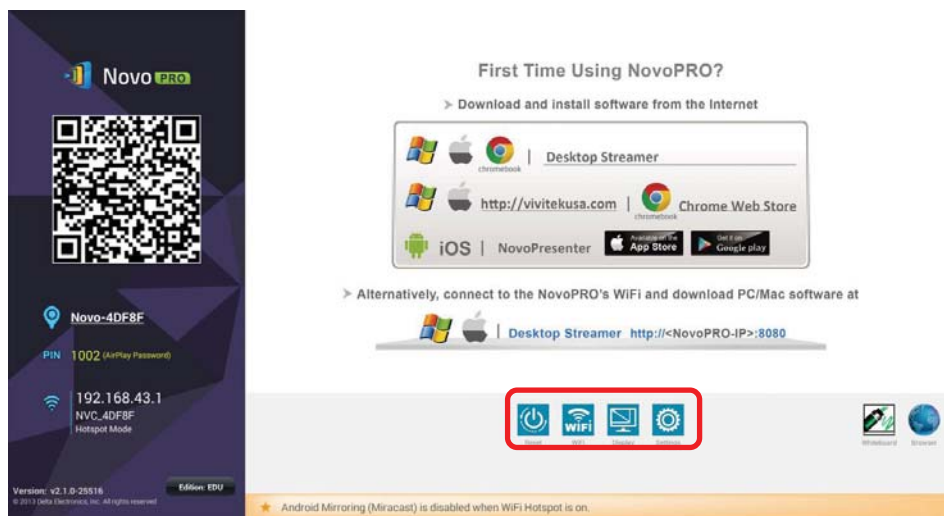 Novo PRO
Novo-4DF8F
PIN 1002 (AirPlay Password)
192.168.43.1
NVC_4DF8F
Hotspot Mode
Version: v2.1.0-25516
Edition: EDU
© 2013 Delta Electronics, Inc. All rights reserved
First Time Using NovoPRO?
➢ Download and install software from the Internet
chromebook | Desktop Streamer
http://vivitekusa.com | chromebook Chrome Web Store
iOS | NovoPresenter Available on the App Store Get it on Google play
➢ Alternatively, connect to the NovoPRO's WiFi and download PC/Mac software at
| Desktop Streamer http://<NovoPRO-IP>:8080
WiFi
Reset WiFi Display Settings
Whiteboard Browser
Android Mirroring (Miracast) is disabled when WiFi Hotspot is on.